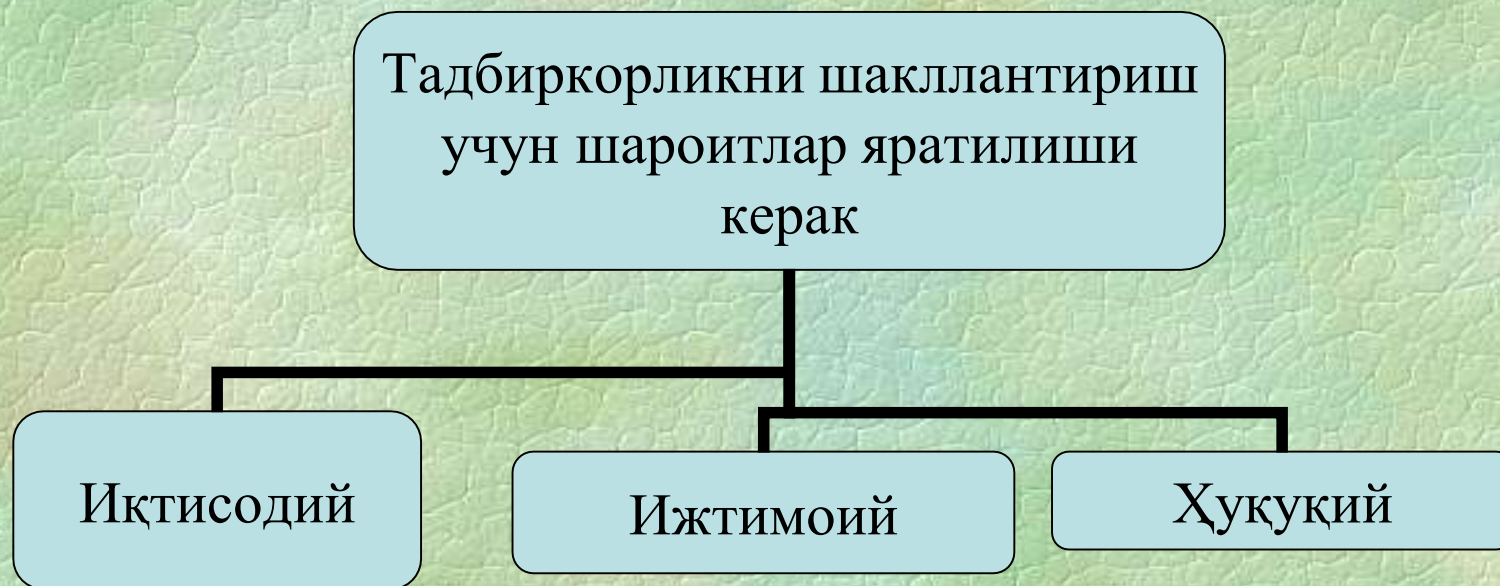 Тадбиркорликни шакллантириш
учун шароитлар яратилиши
керак
Иқтисодий
Ижтимоий
Ҳуқуқий